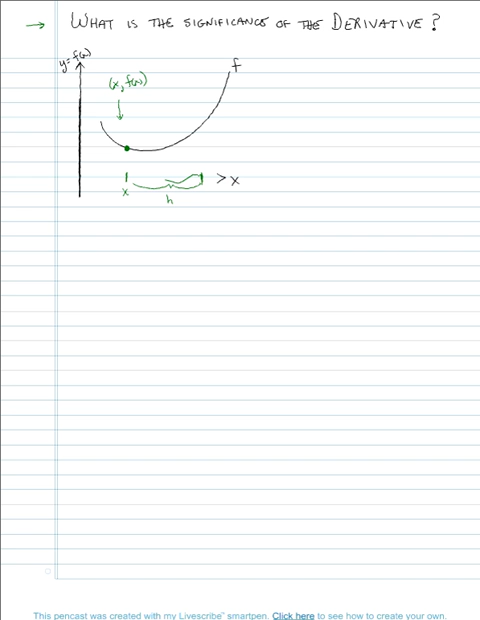 → WHAT IS THE SIGNIFICANCE OF THE DERIVATIVE?
y=f(x)
f
(x, f(x))
x
x
h
This pencast was created with my Livescribe™ smartpen. Click here to see how to create your own.